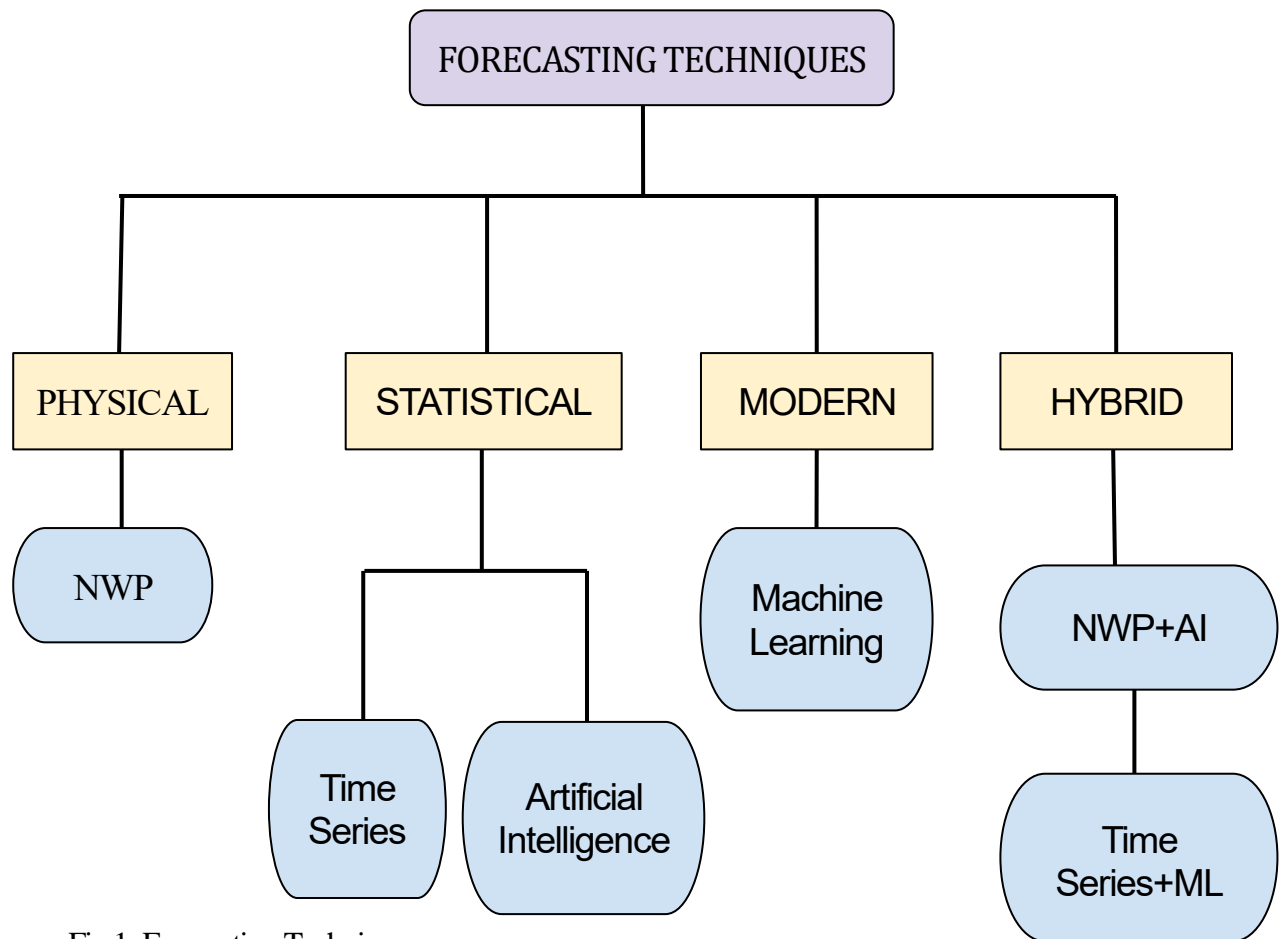 FORECASTING TECHNIQUES
PHYSICAL
STATISTICAL
MODERN
HYBRID
NWP
Machine
Learning
NWP+AI
Time
Series
Artificial
Intelligence
Time
Series+ML